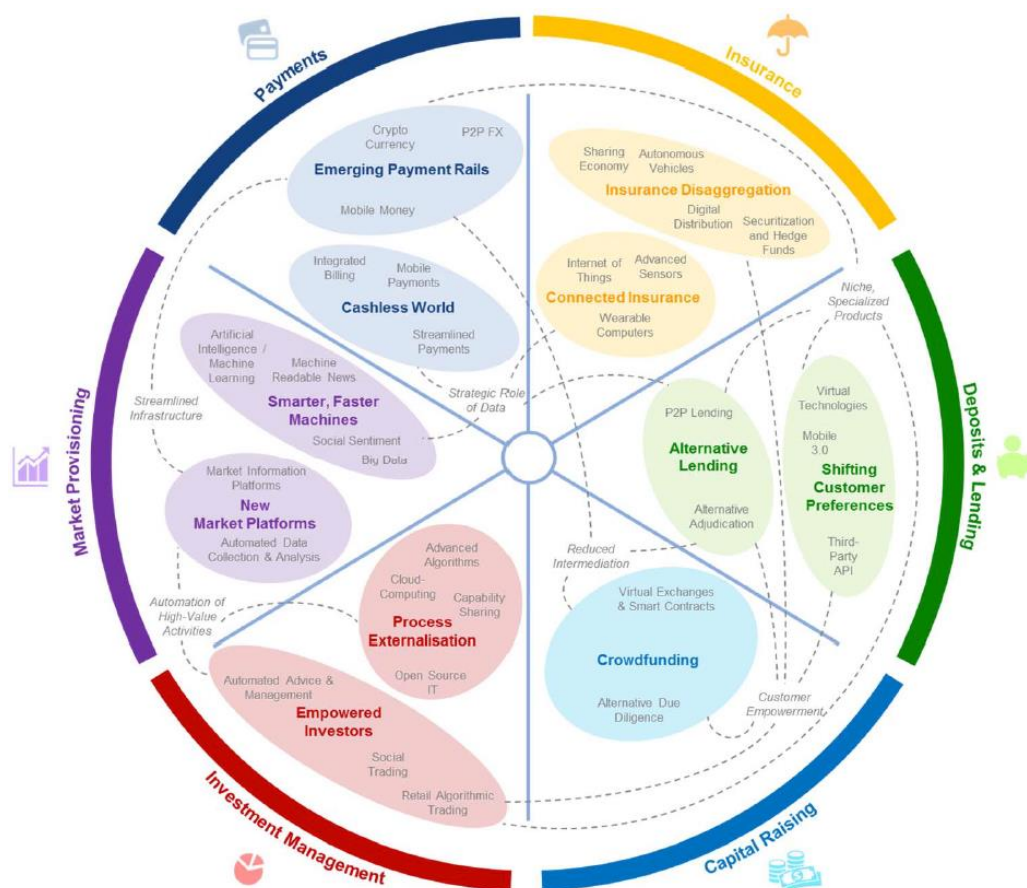 Payments
Insurance
Crypto
Currency
P2P FX
Emerging Payment Rails
Mobile Money
Sharing
Economy
Autonomous
Vehicles
Insurance Disaggregation
Digital
Distribution
Securitization
and Hedge
Funds
Integrated
Billing
Mobile
Payments
Cashless World
Streamlined
Payments
Internet of
Things
Advanced
Sensors
Connected Insurance
Wearable
Computers
Niche,
Specialized
Products
Market Provisioning
Artificial
Intelligence /
Machine
Learning
Machine
Readable News
Smarter, Faster
Machines
Social Sentiment
Big Data
Streamlined
Infrastructure
Strategic Role
of Data
Deposits & Lending
P2P Lending
Alternative
Lending
Alternative
Adjudication
Virtual
Technologies
Mobile
3.0
Shifting
Customer
Preferences
Third-
Party
API
Market Information
Platforms
New
Market Platforms
Automated Data
Collection & Analysis
Automation of
High-Value
Activities
Advanced
Algorithms
Cloud-
Computing
Capability
Sharing
Process
Externalisation
Open Source
IT
Reduced
Intermediation
Virtual Exchanges
& Smart Contracts
Crowdfunding
Alternative Due
Diligence
Customer
Empowerment
Automated Advice &
Management
Empowered
Investors
Social
Trading
Retail Algorithmic
Trading
Investment Management
Capital Raising